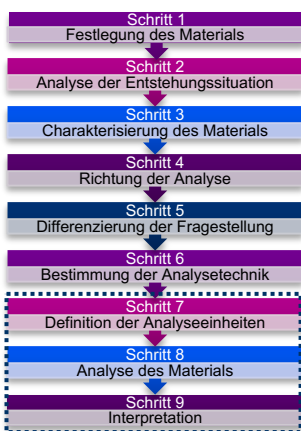 Schritt 1
Festlegung des Materials
Schritt 2
Analyse der Entstehungssituation
Schritt 3
Charakterisierung des Materials
Schritt 4
Richtung der Analyse
Schritt 5
Differenzierung der Fragestellung
Schritt 6
Bestimmung der Analysetechnik
Schritt 7
Definition der Analyseeinheiten
Schritt 8
Analyse des Materials
Schritt 9
Interpretation